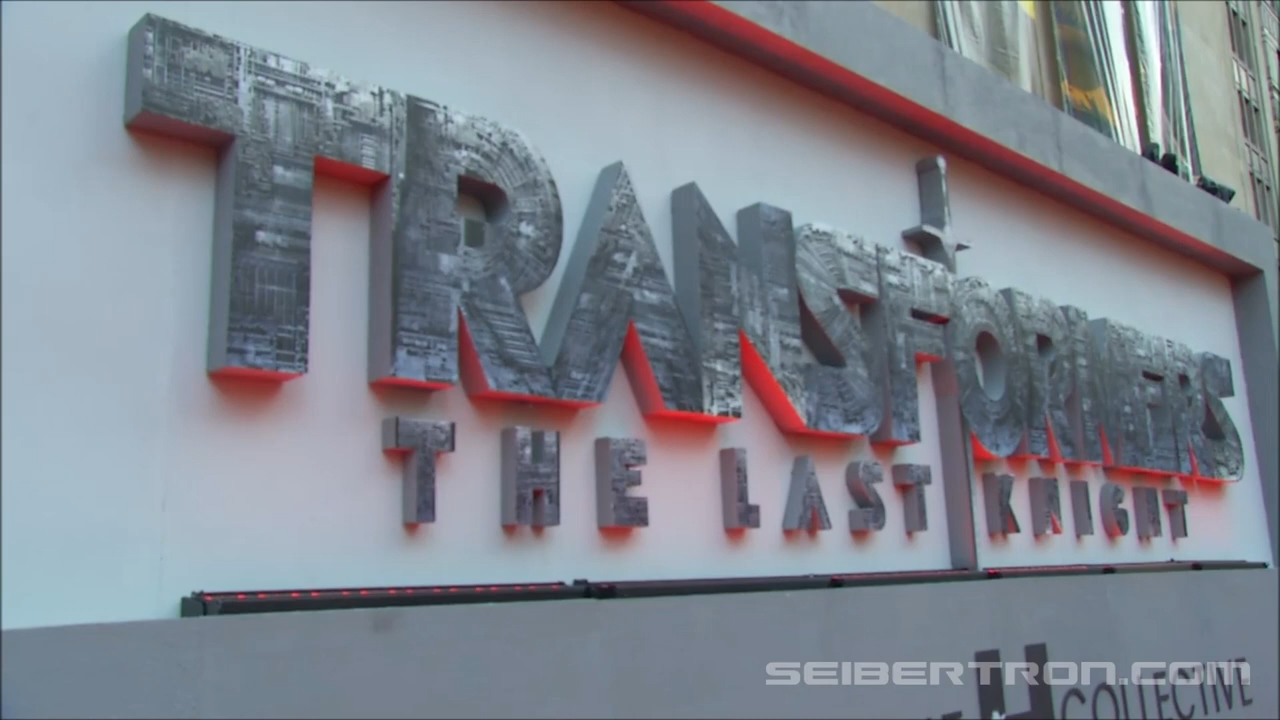 TRANSFORMERS
THE LAST KNIGHT
H COLLECTIVE
SEIBERTRON.COM